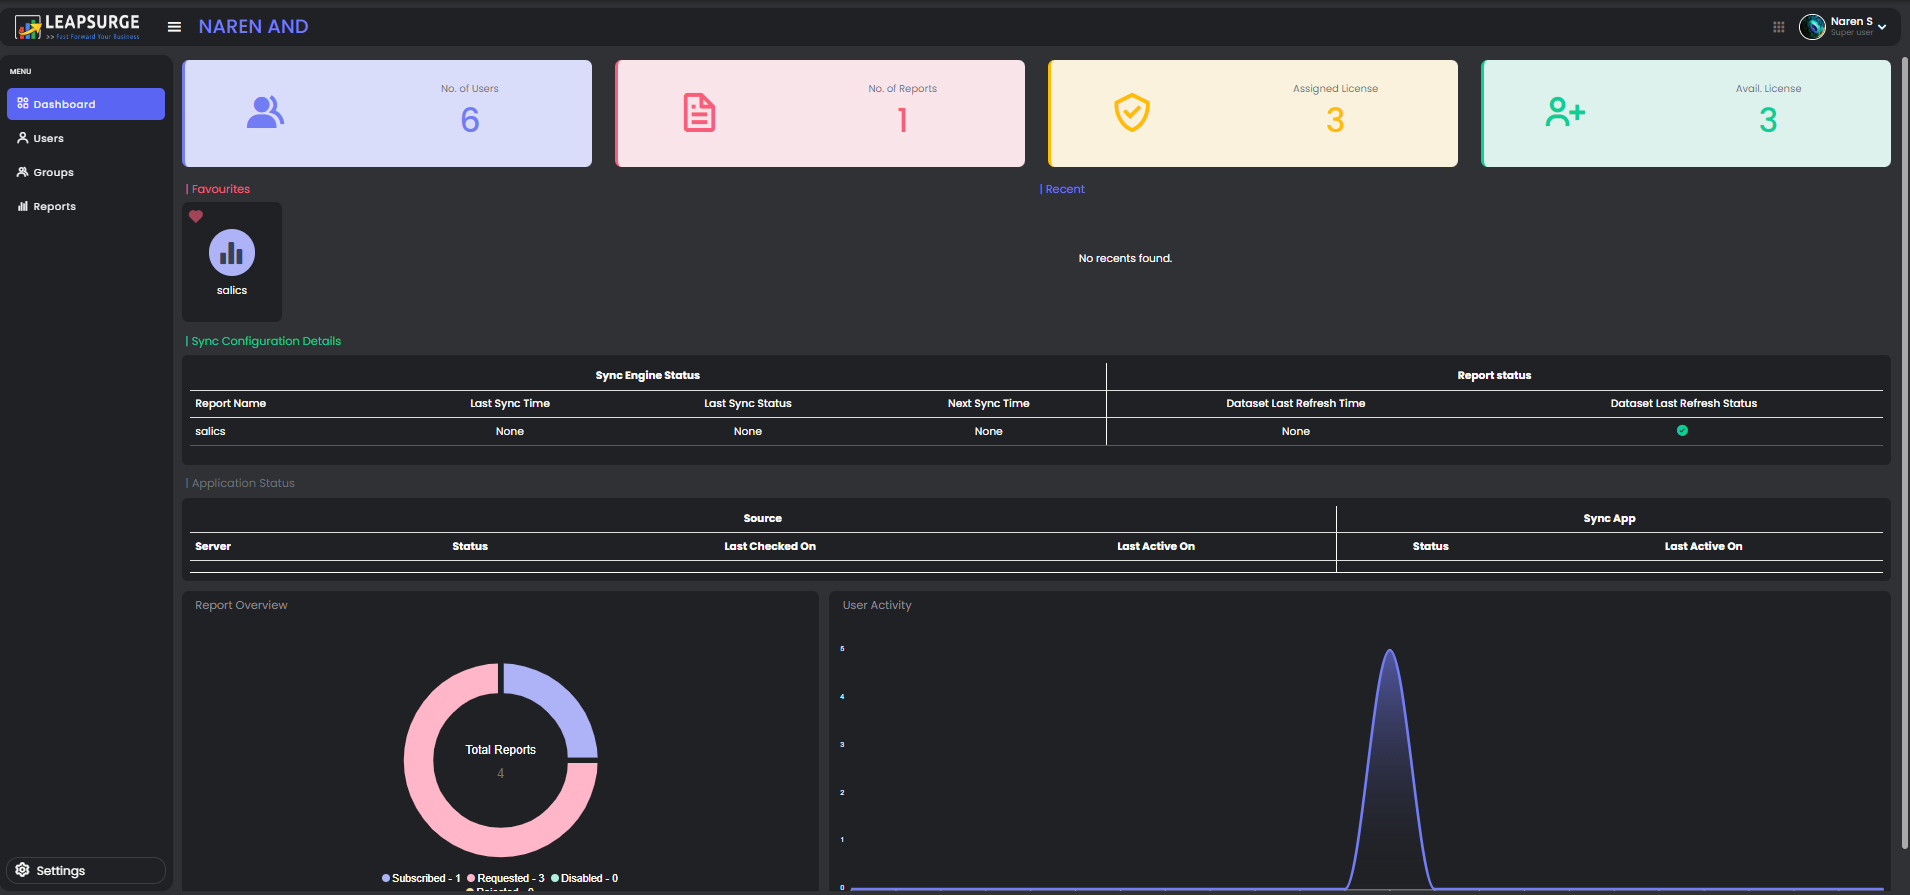 LEAPSURGE
>> Fast Forward Your Business
NAREN AND
Naren S
Super user
MENU
Dashboard
Users
Groups
Reports
Settings
No. of Users
6
No. of Reports
1
Assigned License
3
Avail. License
3
| Favourites
salics
| Recent
No recents found.
| Sync Configuration Details
Sync Engine Status Report status
Report Name Last Sync Time Last Sync Status Next Sync Time Dataset Last Refresh Time Dataset Last Refresh Status
salics None None None None
| Application Status
Source Sync App
Server Status Last Checked On Last Active On Status Last Active On
Report Overview
Total Reports
4
Subscribed - 1 Requested - 3 Disabled - 0
User Activity
5
4
3
2
1
0